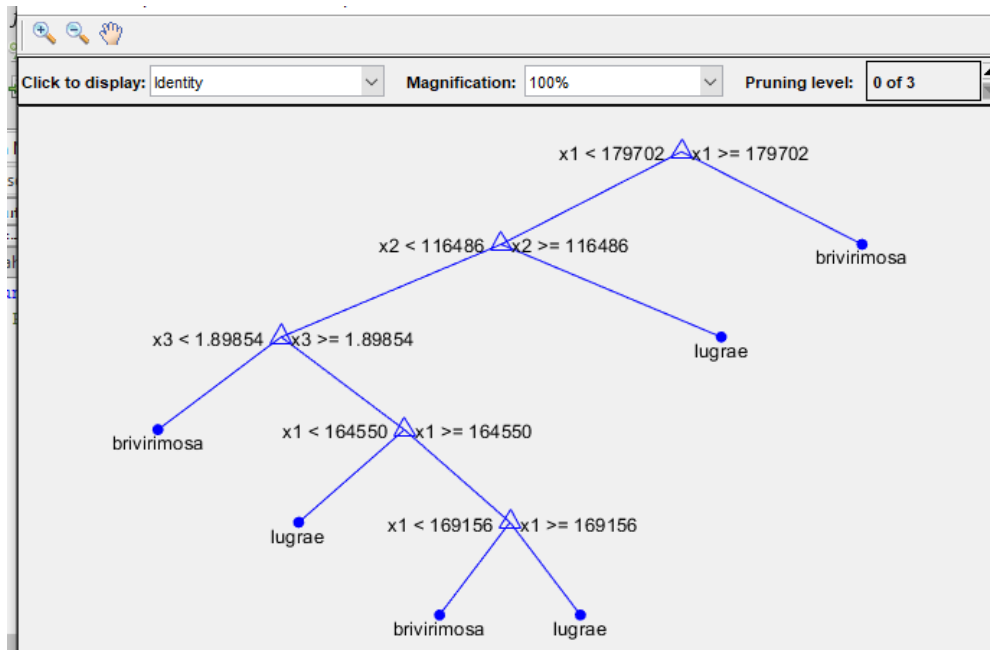 Click to display: Identity Magnification: 100% Pruning level: 0 of 3
x1 < 179702 x1 >= 179702
x2 < 116486 x2 >= 116486
brivirimosa
x3 < 1.89854 x3 >= 1.89854
lugrae
x1 < 164550 x1 >= 164550
brivirimosa
x1 < 169156 x1 >= 169156
lugrae
brivirimosa lugrae